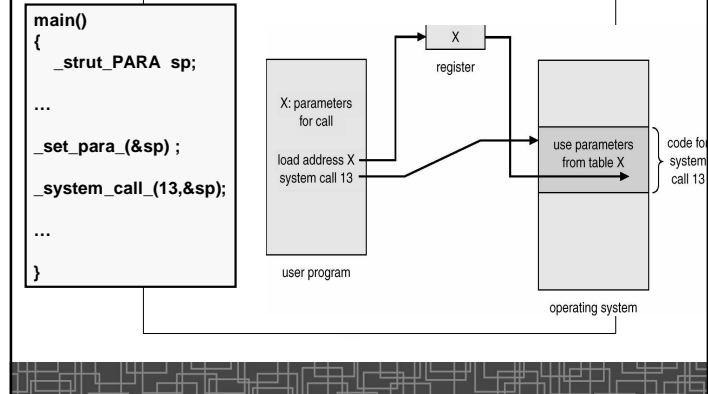 main()
{
_strut_PARA sp;
...
_set_para_(&sp) ;
_system_call_(13,&sp);
...
}
X
register
X: parameters
for call
load address X
system call 13
user program
use parameters
from table X
code for
system
call 13
operating system